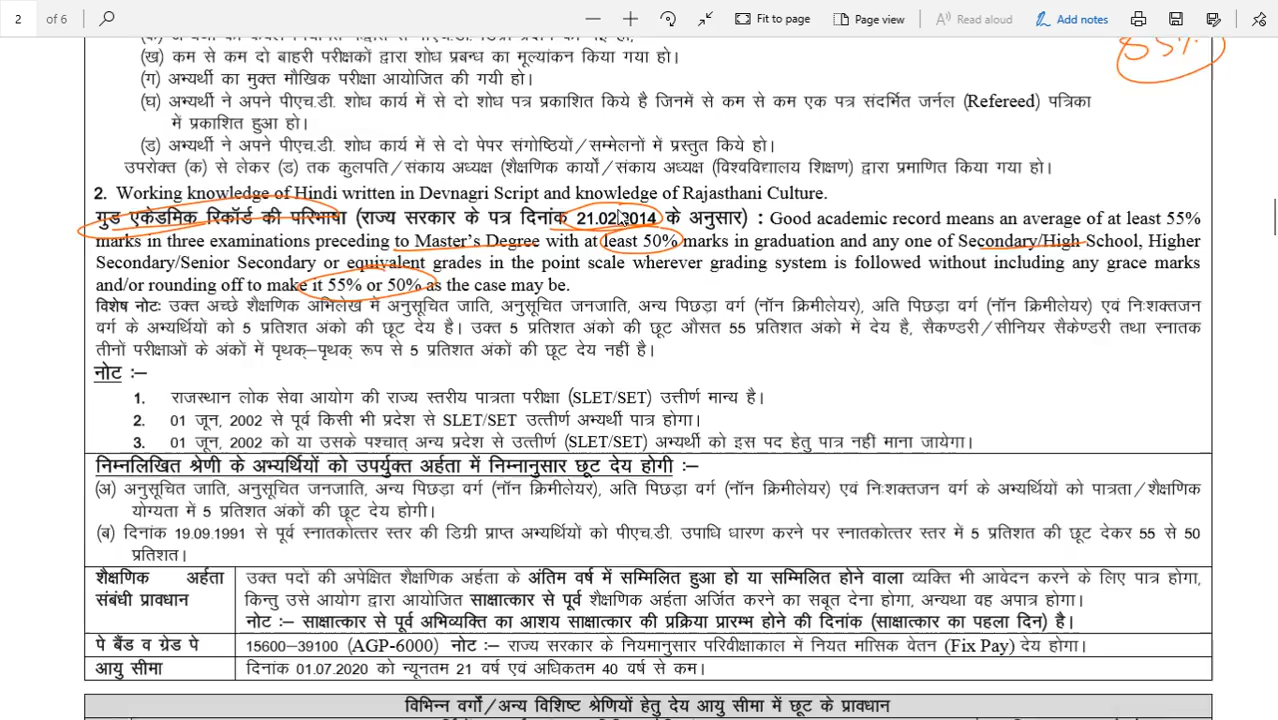 2 of 6 Fit to page Page view Read aloud Add notes
85%
(ख) कम से कम दो बाहरी परीक्षकों द्वारा शोध प्रबन्ध का मूल्यांकन किया गया हो।
(ग) अभ्यर्थी का मुक्त मौखिक परीक्षा आयोजित की गयी हो।
(घ) अभ्यर्थी ने अपने पीएच.डी. शोध कार्य में से दो शोध पत्र प्रकाशित किये है जिनमें से कम से कम एक पत्र संदर्भित जर्नल (Refereed) पत्रिका
में प्रकाशित हुआ हो।
(ड) अभ्यर्थी ने अपने पीएच.डी. शोध कार्य में से दो पेपर संगोष्ठियों/सम्मेलनों में प्रस्तुत किये हो।
उपरोक्त (क) से लेकर (ड) तक कुलपति/संकाय अध्यक्ष (शैक्षणिक कार्यो/संकाय अध्यक्ष (विश्वविद्यालय शिक्षण) द्वारा प्रमाणित किया गया हो।
2. Working knowledge of Hindi written in Devnagri Script and knowledge of Rajasthani Culture.
गुड एकेडमिक रिकॉर्ड की परिभाषा (राज्य सरकार के पत्र दिनांक 21.02.2014 के अनुसार) : Good academic record means an average of at least 55%
marks in three examinations preceding to Master's Degree with at least 50% marks in graduation and any one of Secondary/High School, Higher
Secondary/Senior Secondary or equivalent grades in the point scale wherever grading system is followed without including any grace marks
and/or rounding off to make it 55% or 50% as the case may be.
विशेष नोटः उक्त अच्छे शैक्षणिक अभिलेख में अनुसूचित जाति, अनुसूचित जनजाति, अन्य पिछड़ा वर्ग (नॉन क्रिमीलेयर), अति पिछड़ा वर्ग (नॉन क्रिमीलेयर) एवं निःशक्तजन
वर्ग के अभ्यर्थियों को 5 प्रतिशत अंको की छूट देय है। उक्त 5 प्रतिशत अंको की छूट औसत 55 प्रतिशत अंको में देय है, सैकण्डरी/सीनियर सैकेण्डरी तथा स्नातक
तीनों परीक्षाओं के अंकों में पृथक्-पृथक् रूप से 5 प्रतिशत अंकों की छूट देय नहीं है।
नोट :-
1. राजस्थान लोक सेवा आयोग की राज्य स्तरीय पात्रता परीक्षा (SLET/SET) उत्तीर्ण मान्य है।
2. 01 जून, 2002 से पूर्व किसी भी प्रदेश से SLET/SET उत्तीर्ण अभ्यर्थी पात्र होगा।
3. 01 जून, 2002 को या उसके पश्चात् अन्य प्रदेश से उत्तीर्ण (SLET/SET) अभ्यर्थी को इस पद हेतु पात्र नहीं माना जायेगा।
निम्नलिखित श्रेणी के अभ्यर्थियों को उपर्युक्त अर्हता में निम्नानुसार छूट देय होगी :-
(अ) अनुसूचित जाति, अनुसूचित जनजाति, अन्य पिछड़ा वर्ग (नॉन क्रिमीलेयर), अति पिछड़ा वर्ग (नॉन क्रिमीलेयर) एवं निःशक्तजन वर्ग के अभ्यर्थियों को पात्रता/शैक्षणिक
योग्यता में 5 प्रतिशत अंकों की छूट देय होगी।
(ब) दिनांक 19.09.1991 से पूर्व स्नातकोत्तर स्तर की डिग्री प्राप्त अभ्यर्थियों को पीएच.डी. उपाधि धारण करने पर स्नातकोत्तर स्तर में 5 प्रतिशत की छूट देकर 55 से 50
प्रतिशत।
शैक्षणिक अर्हता उक्त पदों की अपेक्षित शैक्षणिक अर्हता के अंतिम वर्ष में सम्मिलित हुआ हो या सम्मिलित होने वाला व्यक्ति भी आवेदन करने के लिए पात्र होगा,
संबंधी प्रावधान किन्तु उसे आयोग द्वारा आयोजित साक्षात्कार से पूर्व शैक्षणिक अर्हता अर्जित करने का सबूत देना होगा, अन्यथा वह अपात्र होगा।
नोट :- साक्षात्कार से पूर्व अभिव्यक्ति का आशय साक्षात्कार की प्रक्रिया प्रारम्भ होने की दिनांक (साक्षात्कार का पहला दिन) है।
पे बैंड व ग्रेड पे 15600-39100 (AGP-6000) नोट :- राज्य सरकार के नियमानुसार परिवीक्षाकाल में नियत मासिक वेतन (Fix Pay) देय होगा।
आयु सीमा दिनांक 01.07.2020 को न्यूनतम 21 वर्ष एवं अधिकतम 40 वर्ष से कम।
विभिन्न वर्गों/अन्य विशिष्ट श्रेणियों हेतु देय आयु सीमा में छूट के प्रावधान